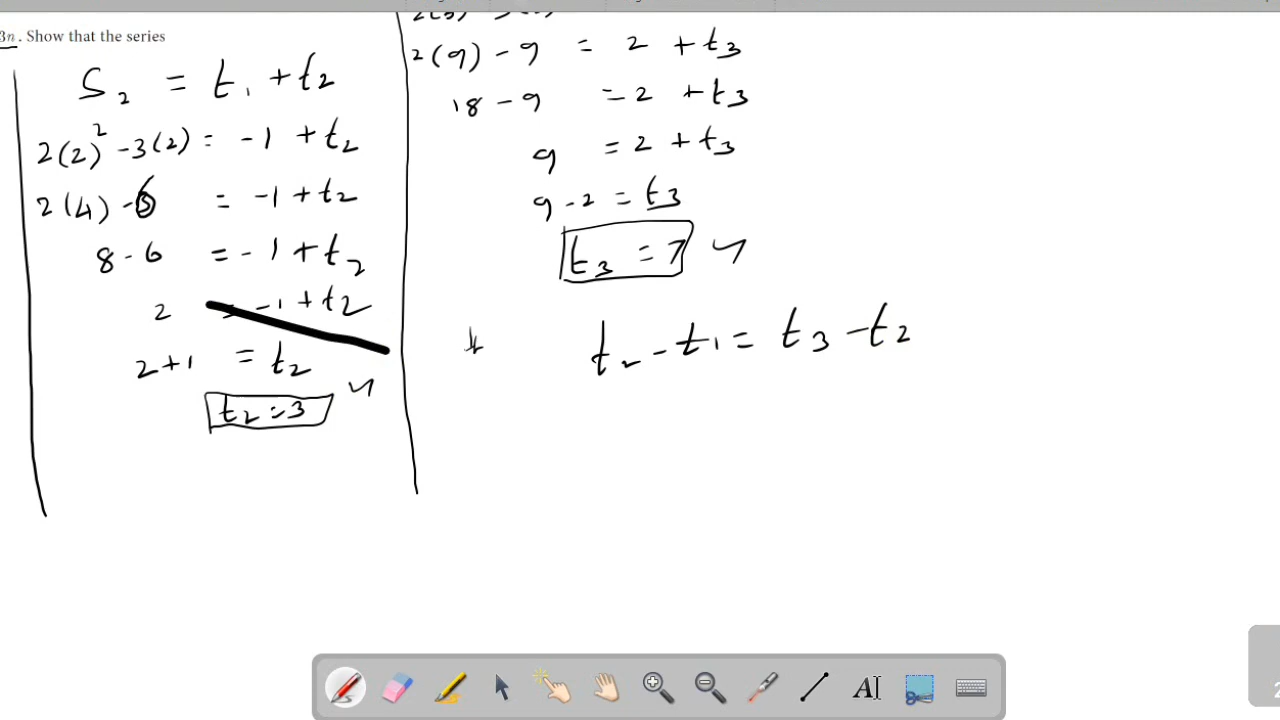 3n. Show that the series
S₂ = t₁ + t₂
2(2)² - 3(2) = -1 + t₂
2(4) - 6 = -1 + t₂
8 - 6 = -1 + t₂
2 = -1 + t₂
2 + 1 = t₂
t₂ = 3
2(9) - 9 = 2 + t₃
18 - 9 = 2 + t₃
9 = 2 + t₃
9 - 2 = t₃
t₃ = 7
t₂ - t₁ = t₃ - t₂
AI